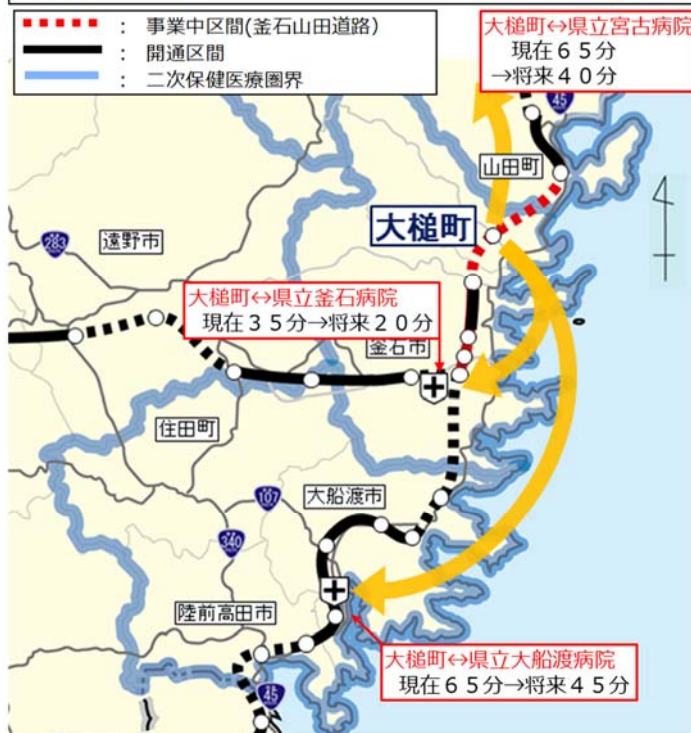 ： 事業中区間(釜石山田道路)
： 開通区間
： 二次保健医療圏界
大槌町↔県立宮古病院
現在６５分
→将来４０分
45
山田町
大槌町
283
遠野市
大槌町↔県立釜石病院
現在３５分→将来２０分
釜石市
住田町
大船渡市
107
340
陸前高田市
大槌町↔県立大船渡病院
現在６５分→将来４５分
45